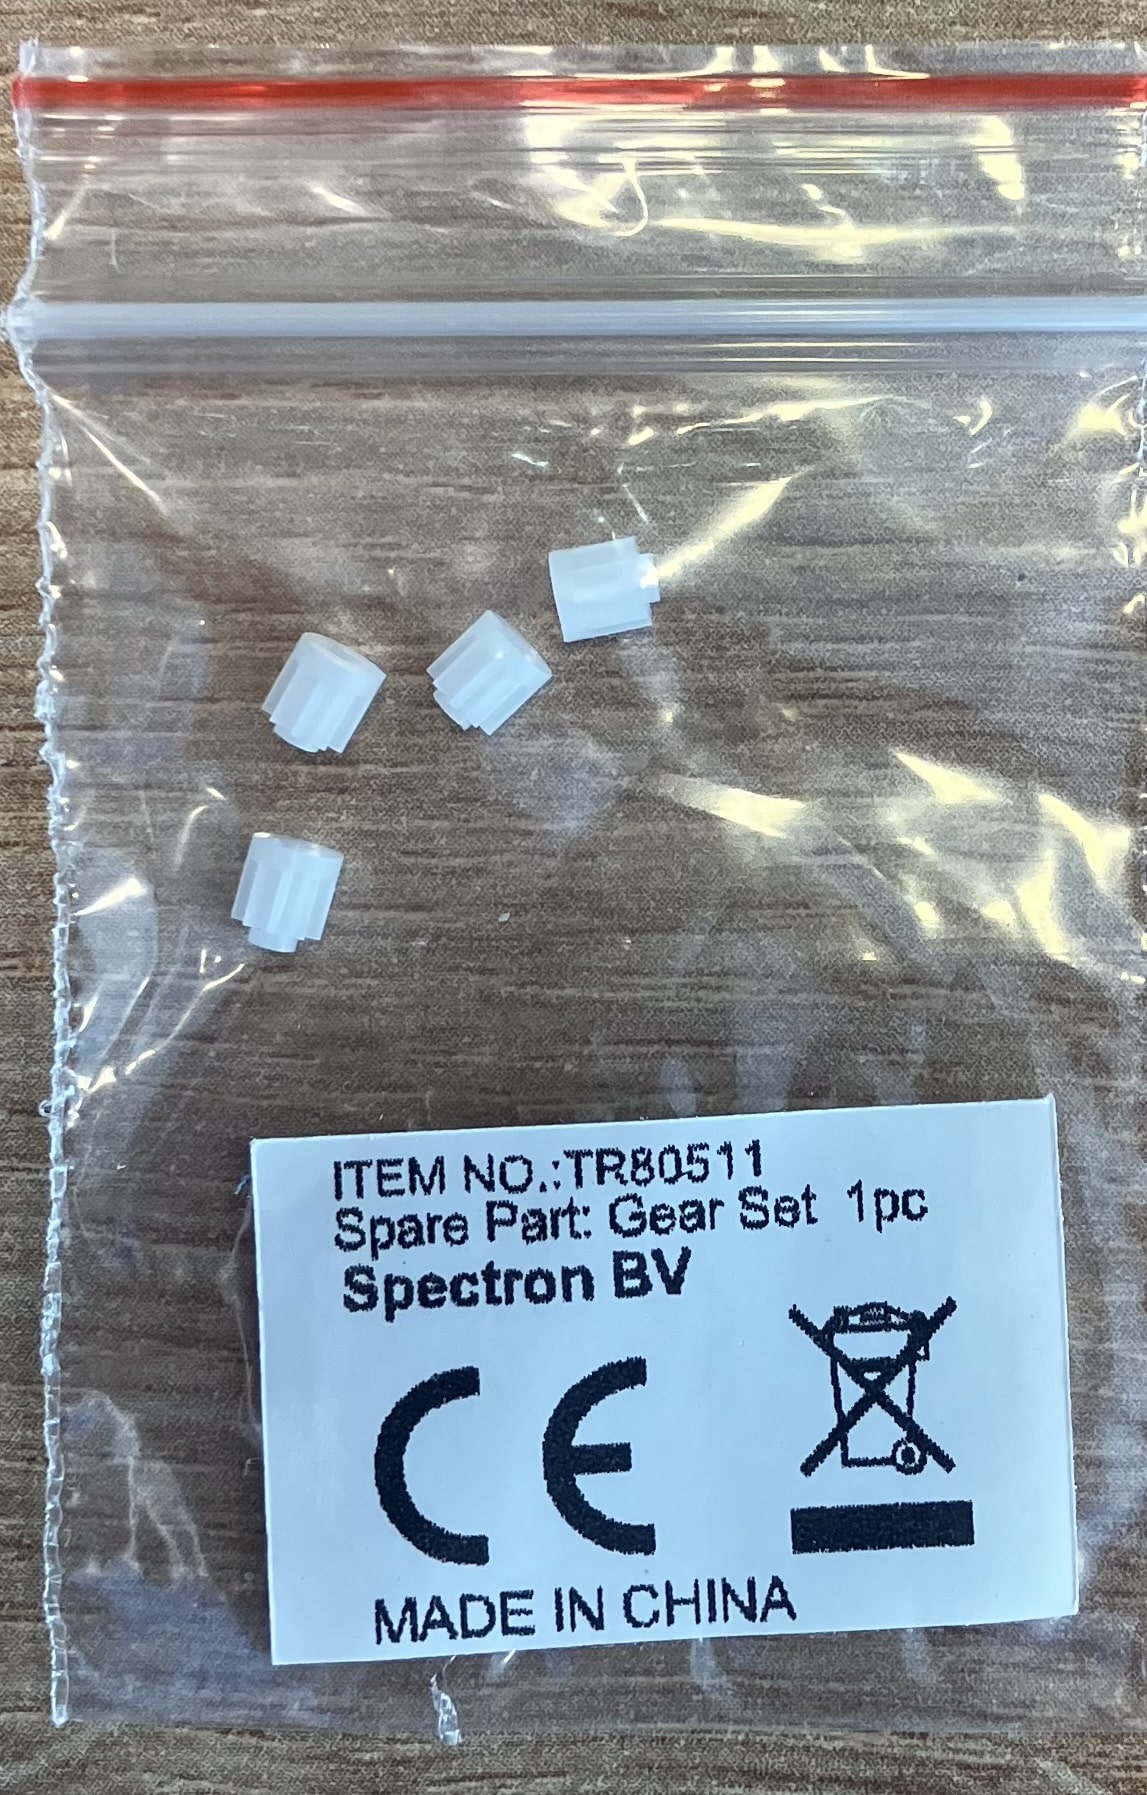 ITEM NO.:TR80511
Spare Part: Gear Set 1pc
Spectron BV
CE
MADE IN CHINA